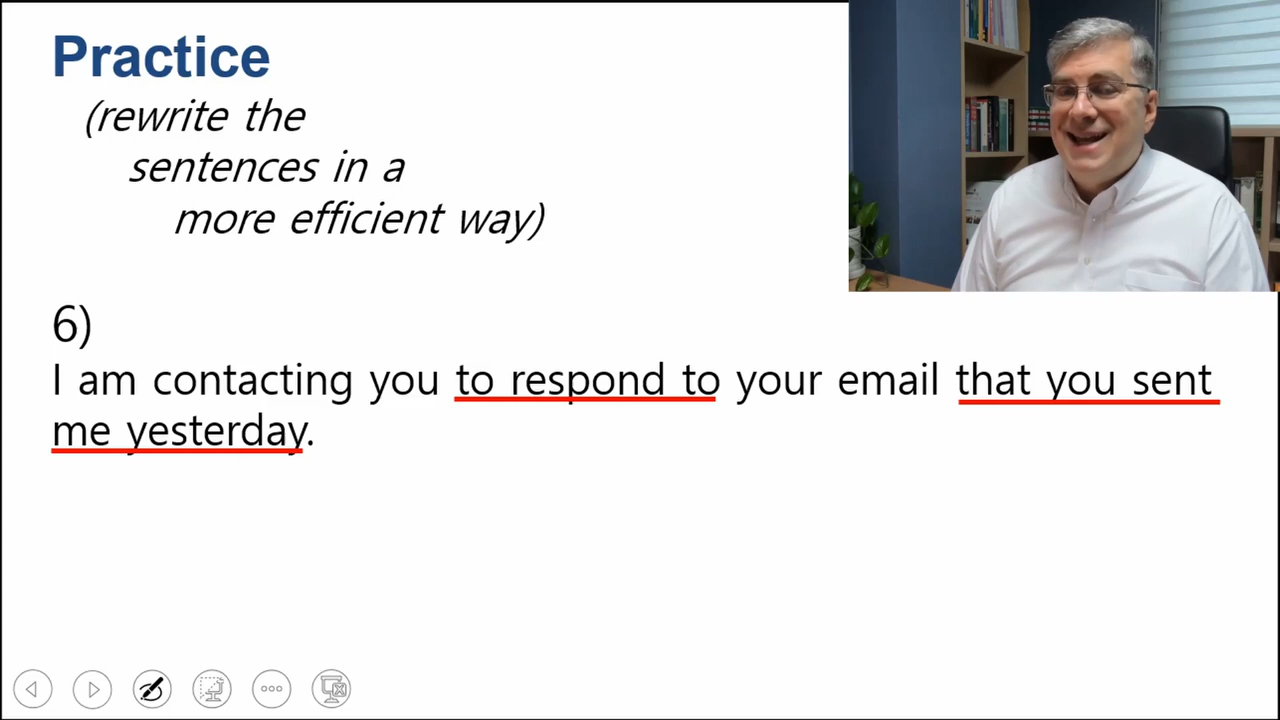 Practice
(rewrite the
sentences in a
more efficient way)
6)
I am contacting you to respond to your email that you sent
me yesterday.